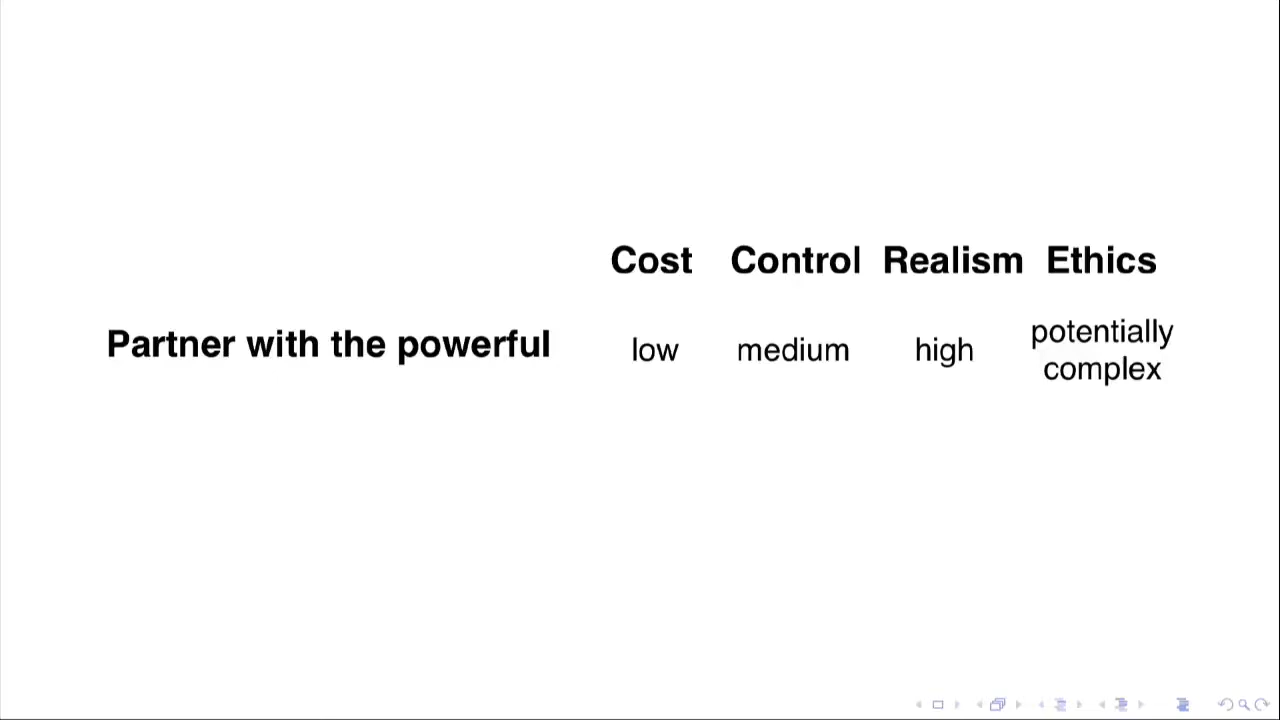 Cost Control Realism Ethics
Partner with the powerful low medium high potentially
complex